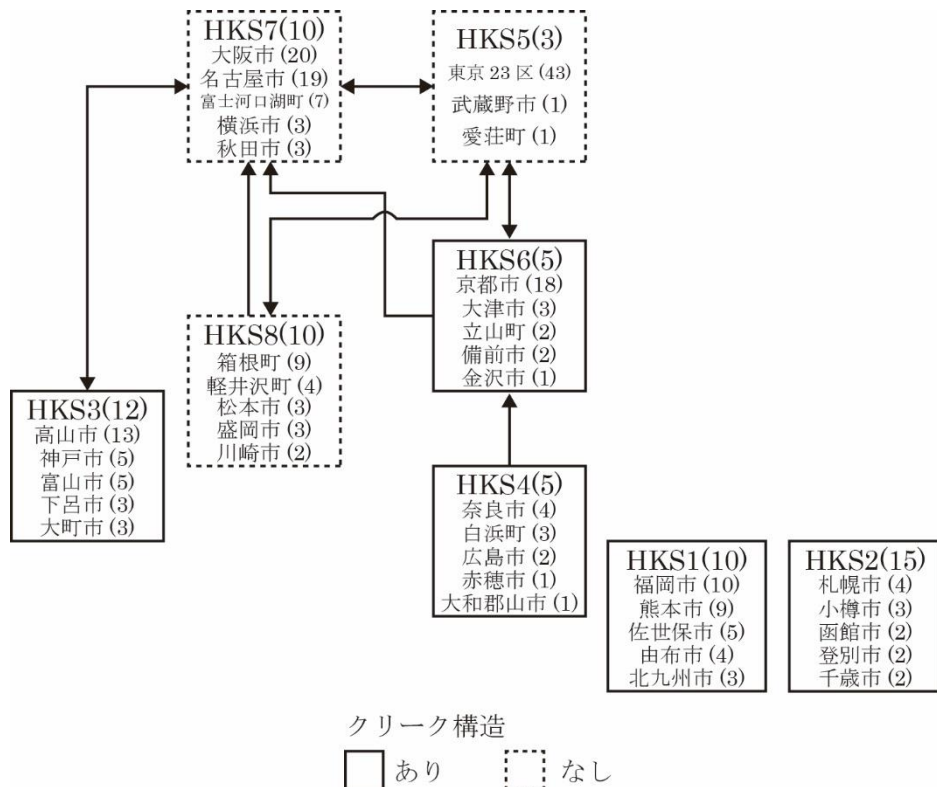 HKS7(10)
大阪市 (20)
名古屋市 (19)
富士河口湖町 (7)
横浜市 (3)
秋田市 (3)
HKS5(3)
東京 23 区 (43)
武蔵野市 (1)
愛荘町 (1)
HKS6(5)
京都市 (18)
大津市 (3)
立山町 (2)
備前市 (2)
金沢市 (1)
HKS8(10)
箱根町 (9)
軽井沢町 (4)
松本市 (3)
盛岡市 (3)
川崎市 (2)
HKS3(12)
高山市 (13)
神戸市 (5)
富山市 (5)
下呂市 (3)
大町市 (3)
HKS4(5)
奈良市 (4)
白浜町 (3)
広島市 (2)
赤穂市 (1)
大和郡山市 (1)
HKS1(10)
福岡市 (10)
熊本市 (9)
佐世保市 (5)
由布市 (4)
北九州市 (3)
HKS2(15)
札幌市 (4)
小樽市 (3)
函館市 (2)
登別市 (2)
千歳市 (2)
クリーク構造
あり
なし